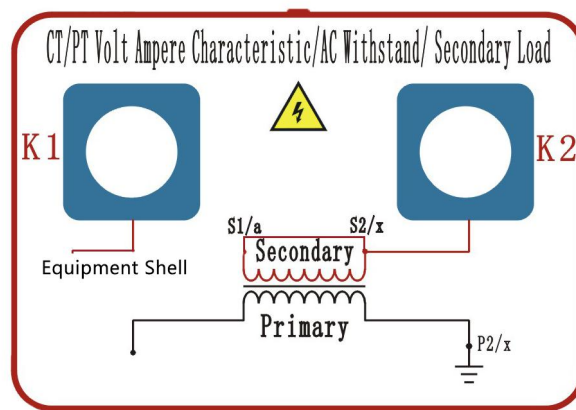 CT/PT Volt Ampere Characteristic/AC Withstand/ Secondary Load
K1
K2
S1/a
S2/x
Secondary
Equipment Shell
Primary
P2/x